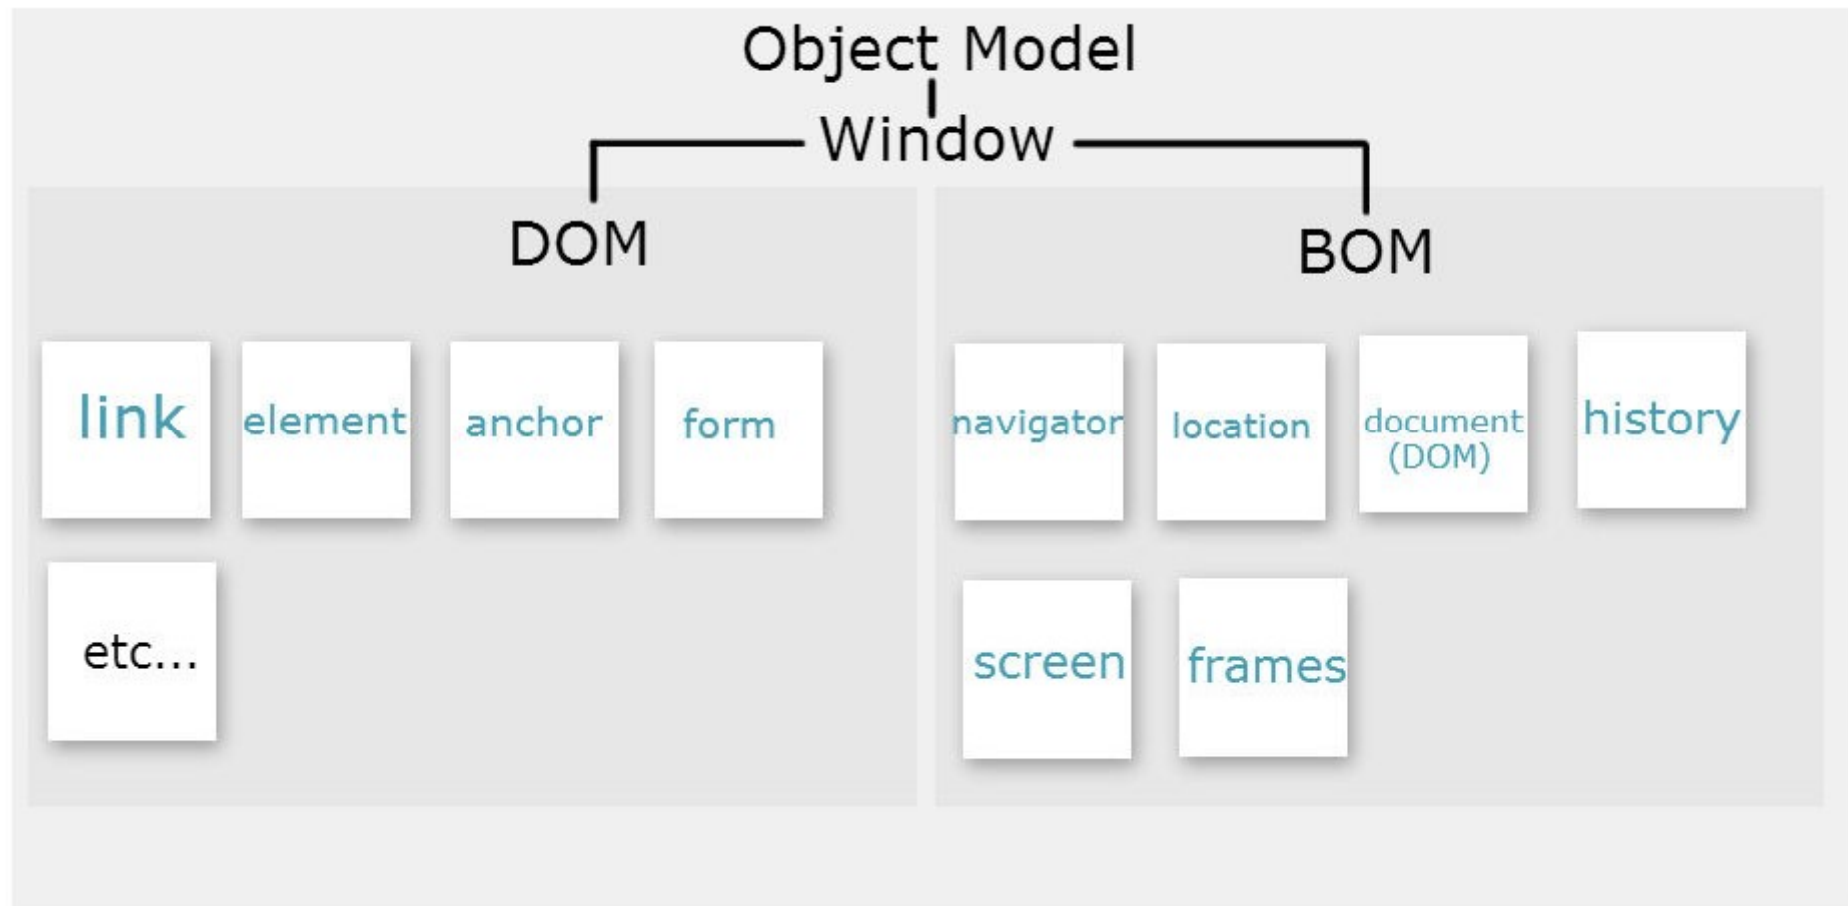 Object Model
Window
DOM
BOM
link
element
anchor
form
etc...
navigator
location
document
(DOM)
history
screen
frames